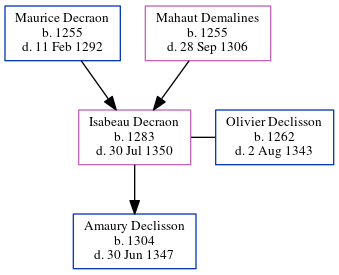 Maurice Decraon
b. 1255
d. 11 Feb 1292
Mahaut Demalines
b. 1255
d. 28 Sep 1306
Isabeau Decraon
b. 1283
d. 30 Jul 1350
Olivier Declisson
b. 1262
d. 2 Aug 1343
Amaury Declisson
b. 1304
d. 30 Jun 1347